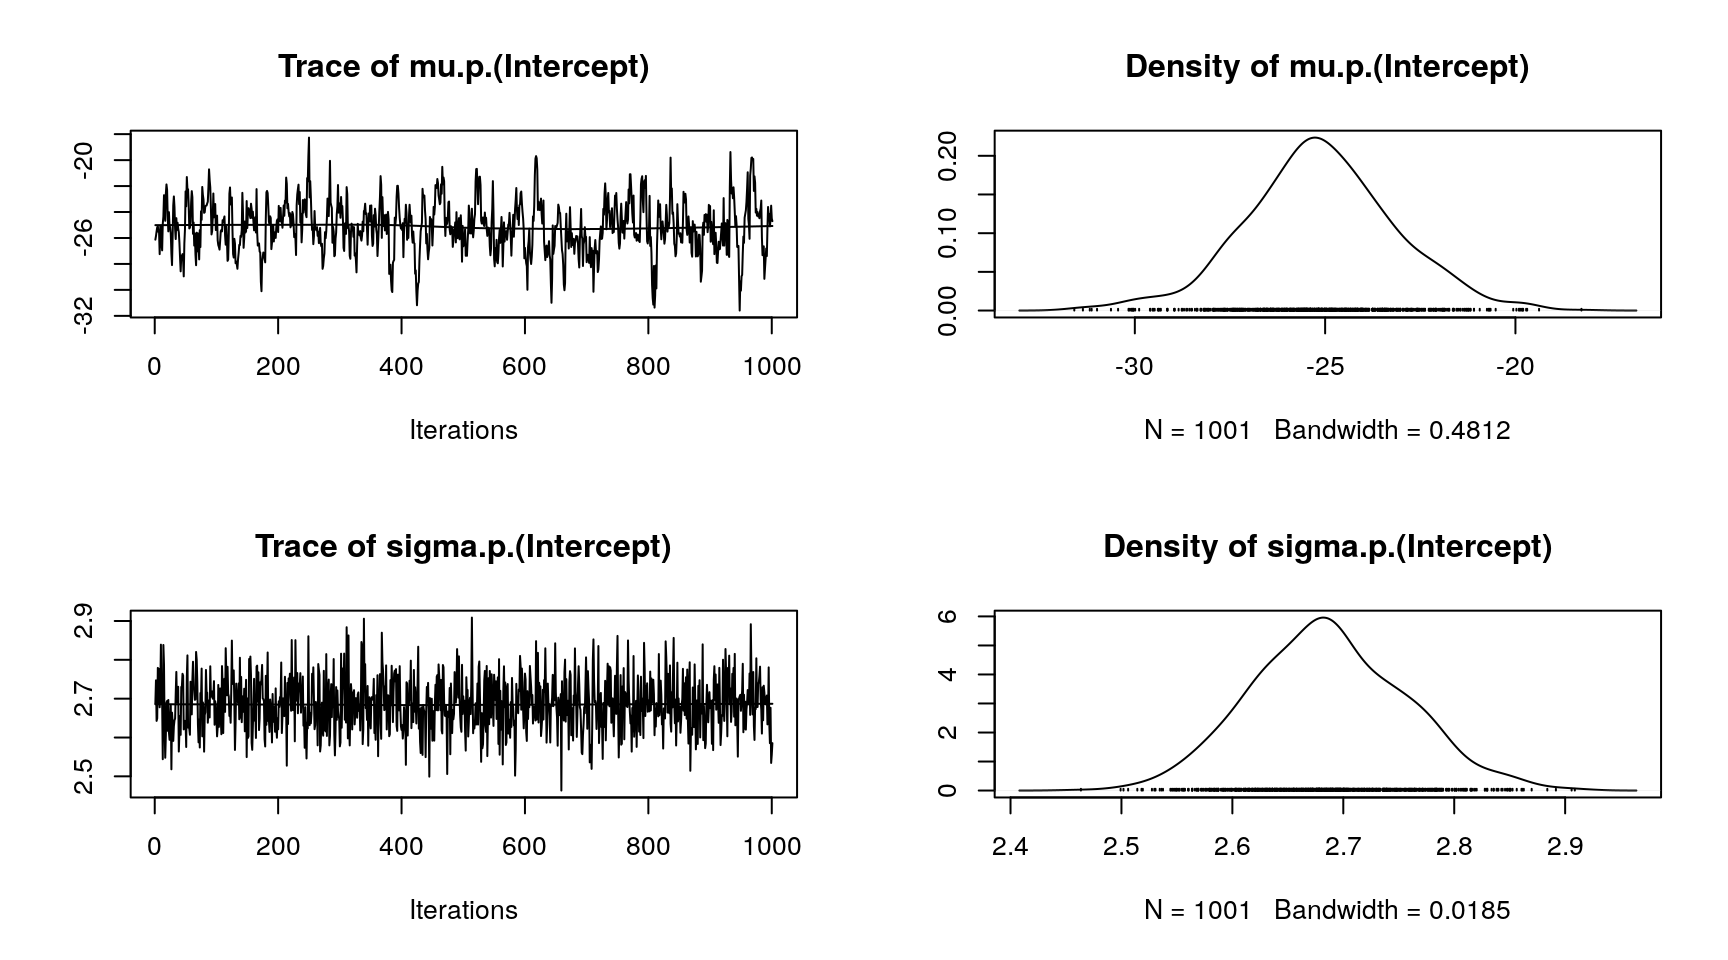 Trace of mu.p.(Intercept)
-20
-26
-32
0 200 400 600 800 1000
Iterations
Density of mu.p.(Intercept)
0.20
0.10
0.00
-30 -25 -20
N = 1001 Bandwidth = 0.4812
Trace of sigma.p.(Intercept)
2.9
2.7
2.5
0 200 400 600 800 1000
Iterations
Density of sigma.p.(Intercept)
6
4
2
0
2.4 2.5 2.6 2.7 2.8 2.9
N = 1001 Bandwidth = 0.0185